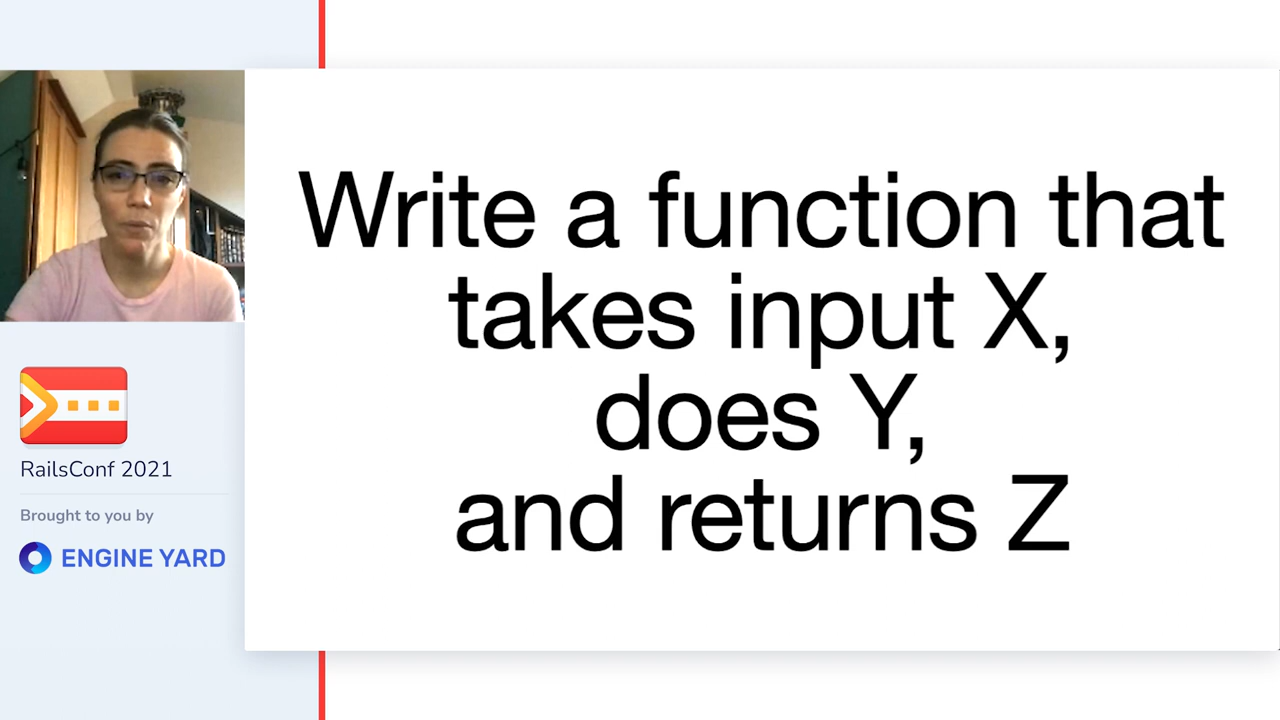 Write a function that
takes input X,
does Y,
and returns Z
RailsConf 2021
Brought to you by
ENGINE YARD